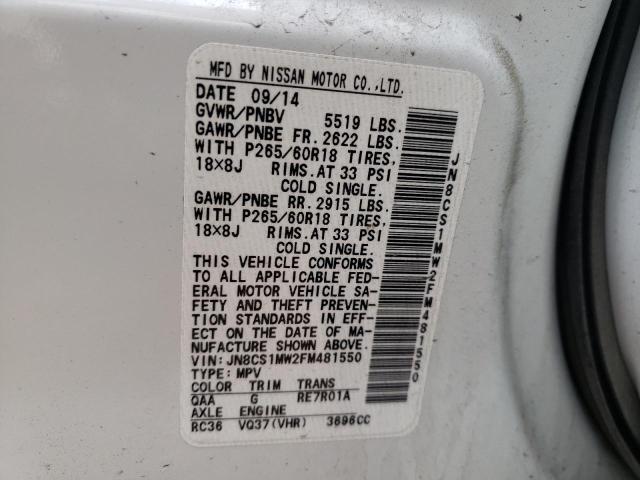 MFD BY NISSAN MOTOR CO.,LTD.
DATE 09/14
GVWR/PNBV 5519 LBS.
GAWR/PNBE FR. 2622 LBS.
WITH P265/60R18 TIRES,
18×8J RIMS. AT 33 PSI
COLD SINGLE.
GAWR/PNBE RR. 2915 LBS.
WITH P265/60R18 TIRES,
18×8J RIMS. AT 33 PSI
COLD SINGLE.
THIS VEHICLE CONFORMS
TO ALL APPLICABLE FED-
ERAL MOTOR VEHICLE SA-
FETY AND THEFT PREVEN-
TION STANDARDS IN EFF-
ECT ON THE DATE OF MA-
NUFACTURE SHOWN ABOVE.
VIN: JN8CS1MW2FM481550
TYPE: MPV
COLOR TRIM TRANS
QAA G RE7R01A
AXLE ENGINE
RC36 VQ37(VHR) 3696CC
JN8CS1MW2FM481550